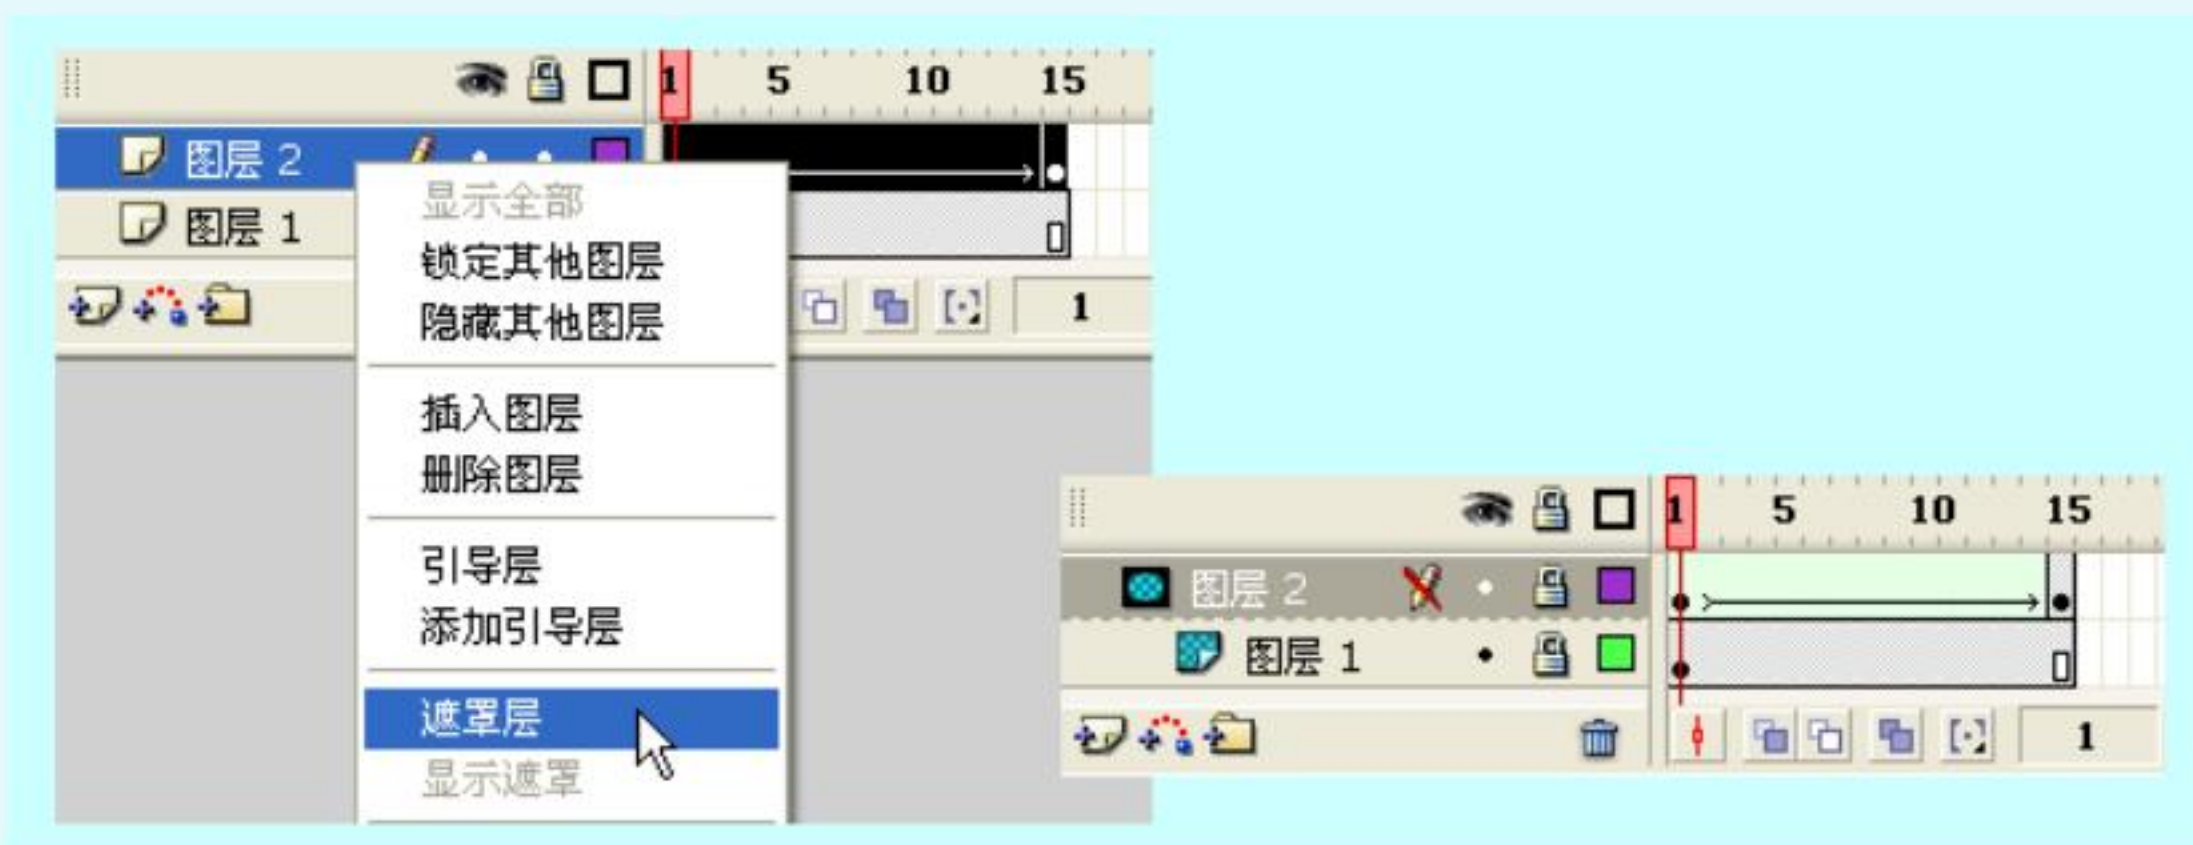 1 5 10 15
图层 2
图层 1
显示全部
锁定其他图层
隐藏其他图层
1
插入图层
删除图层
引导层
添加引导层
遮罩层
显示遮罩
1 5 10 15
图层 2
图层 1
1